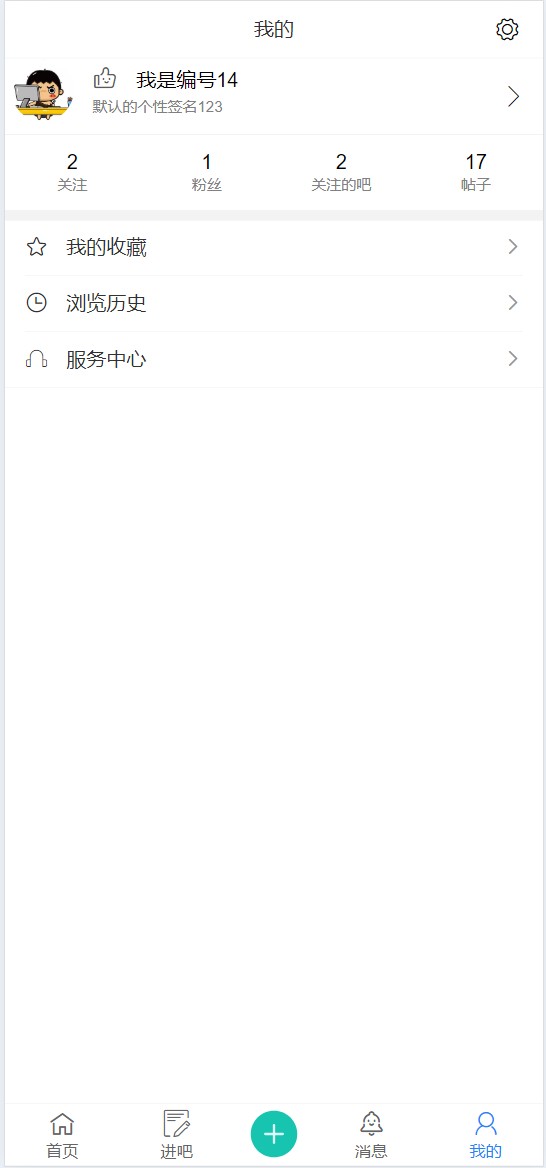 我的
我是编号14
默认的个性签名123
2 1 2 17
关注 粉丝 关注的吧 帖子
我的收藏
浏览历史
服务中心
首页 进吧 消息 我的